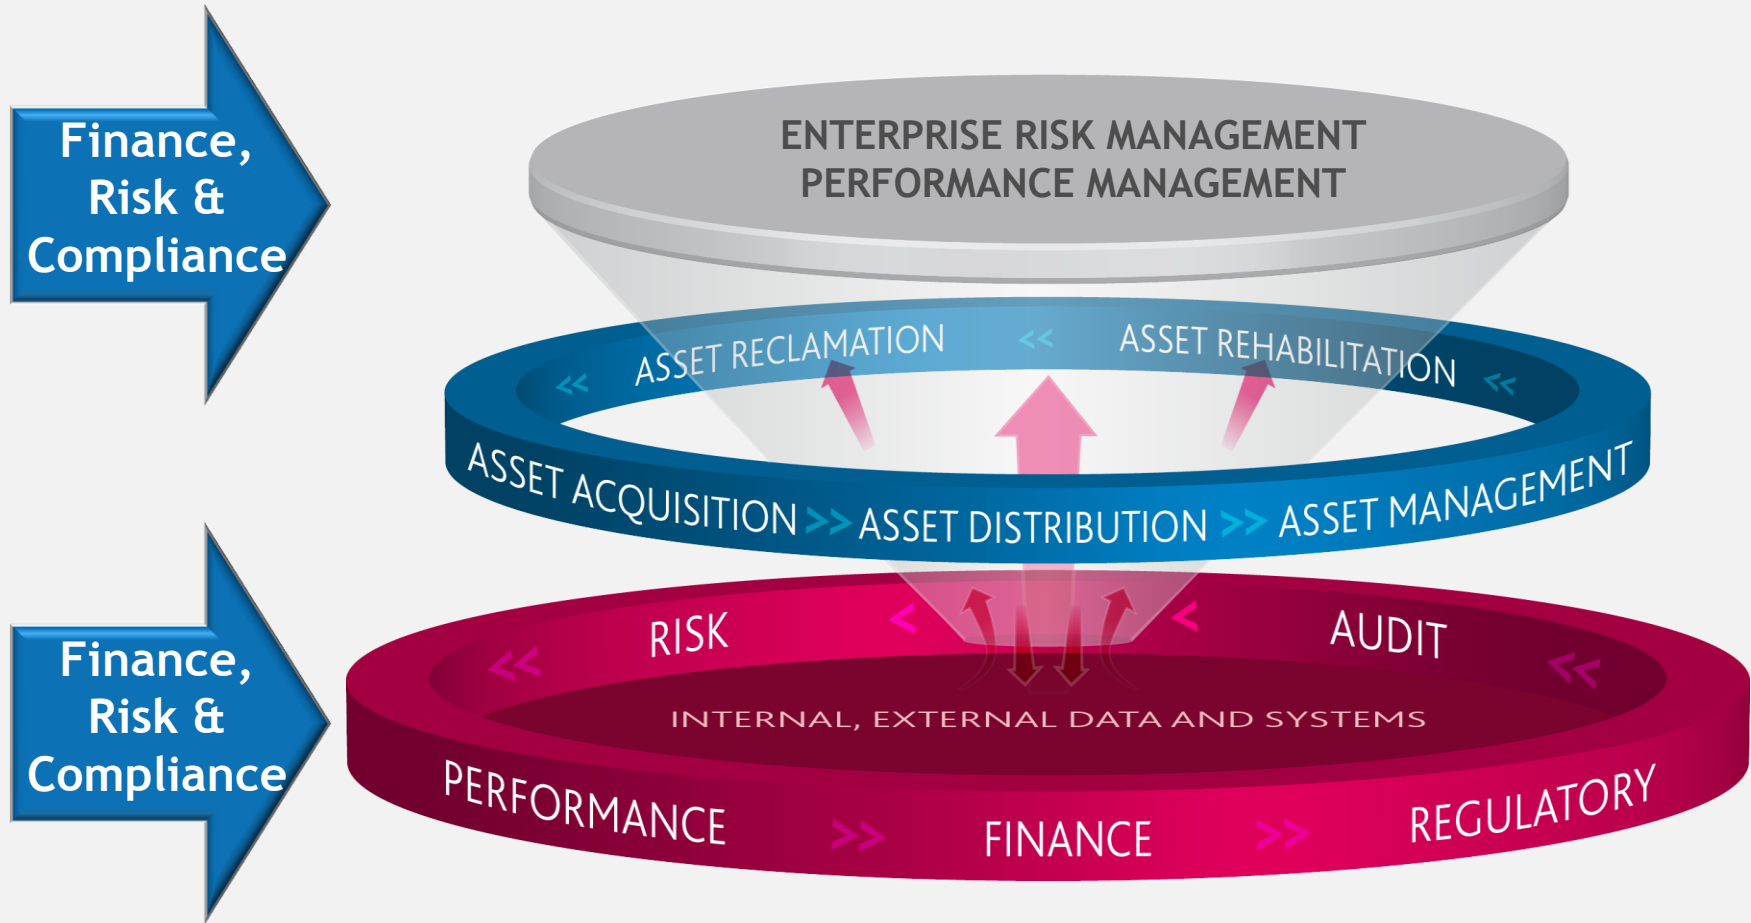 Finance,
Risk &
Compliance
ENTERPRISE RISK MANAGEMENT
PERFORMANCE MANAGEMENT
<< ASSET RECLAMATION << ASSET REHABILITATION <<
ASSET ACQUISITION >> ASSET DISTRIBUTION >> ASSET MANAGEMENT
Finance,
Risk &
Compliance
<< RISK < < AUDIT <<
INTERNAL, EXTERNAL DATA AND SYSTEMS
PERFORMANCE >> FINANCE >> REGULATORY